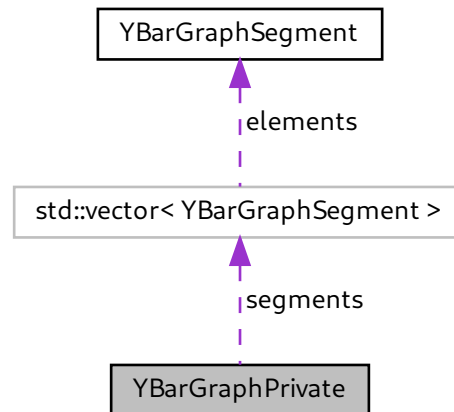 YBarGraphSegment
elements
std::vector< YBarGraphSegment >
segments
YBarGraphPrivate